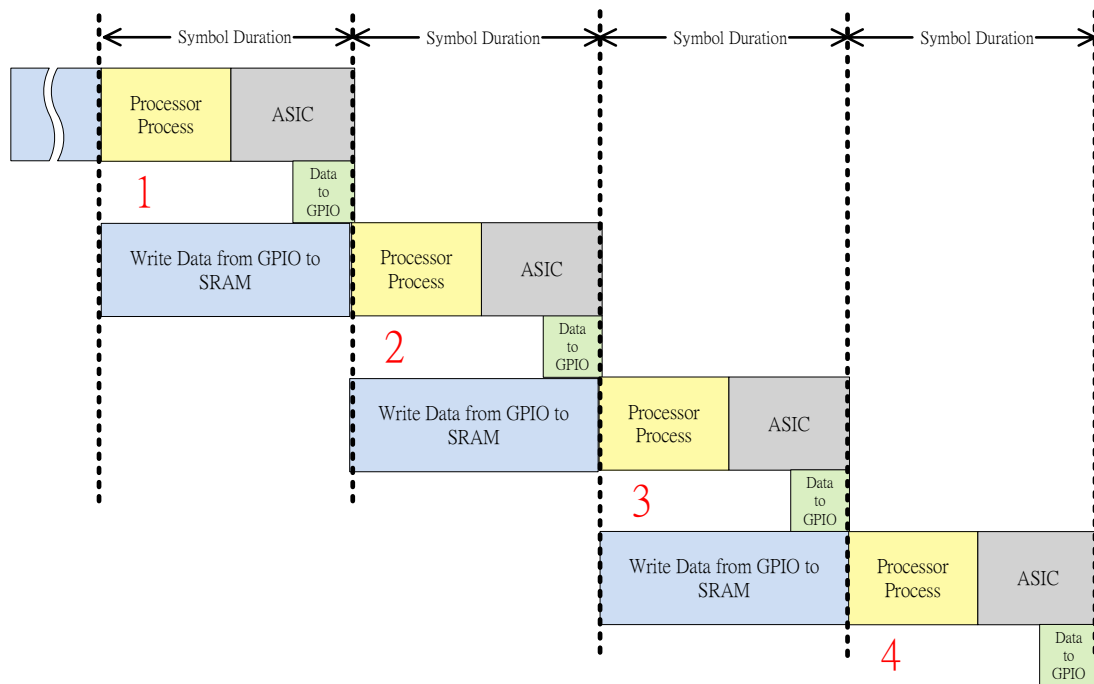 Symbol Duration
Symbol Duration
Symbol Duration
Symbol Duration
Processor
Process
ASIC
Data
to
GPIO
1
Write Data from GPIO to
SRAM
Processor
Process
ASIC
Data
to
GPIO
2
Write Data from GPIO to
SRAM
Processor
Process
ASIC
Data
to
GPIO
3
Write Data from GPIO to
SRAM
Processor
Process
ASIC
Data
to
GPIO
4